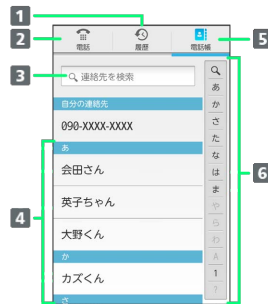 1
2
電話
履歴
電話帳
5
3
連絡先を検索
自分の連絡先
090-XXXX-XXXX
あ
会田さん
英子ちゃん
4
大野くん
か
カズくん
さ
あ
か
さ
た
な
は
ま
や
ら
わ
A
1
?
6